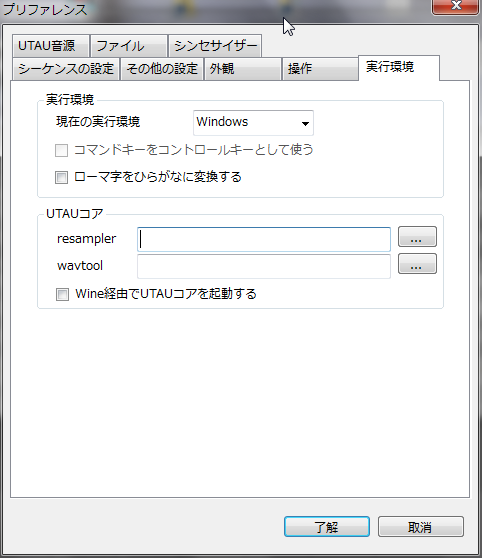 プリファレンス
UTAU音源 ファイル シンセサイザー
シーケンスの設定 その他の設定 外観 操作 実行環境
実行環境
現在の実行環境 Windows
コマンドキーをコントロールキーとして使う
ローマ字をひらがなに変換する
UTAUコア
resampler ...
wavtool ...
Wine経由でUTAUコアを起動する
了解 取消